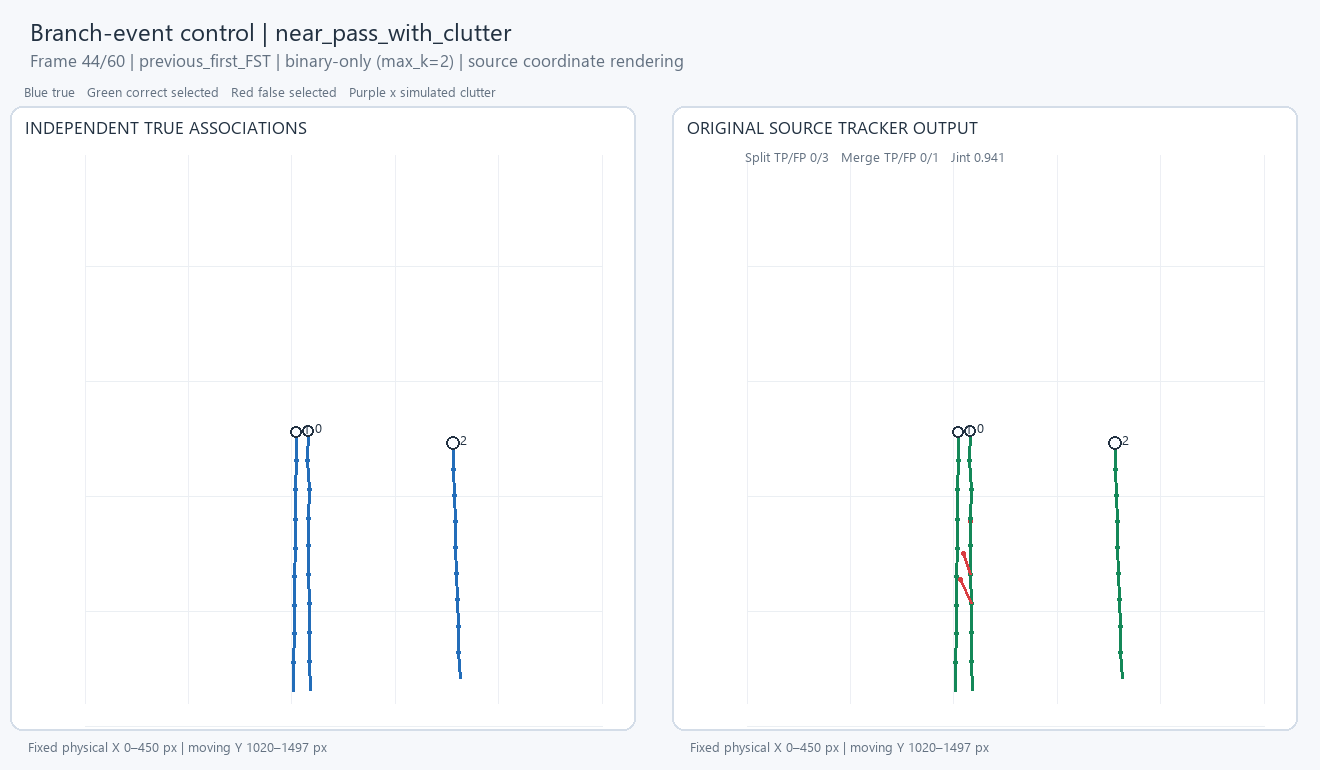 Branch-event control | near_pass_with_clutter
Frame 44/60 | previous_first_FST | binary-only (max_k=2) | source coordinate rendering
Blue true Green correct selected Red false selected Purple x simulated clutter
INDEPENDENT TRUE ASSOCIATIONS
0
2
Fixed physical X 0–450 px | moving Y 1020–1497 px
ORIGINAL SOURCE TRACKER OUTPUT
Split TP/FP 0/3 Merge TP/FP 0/1 Jint 0.941
0
2
Fixed physical X 0–450 px | moving Y 1020–1497 px